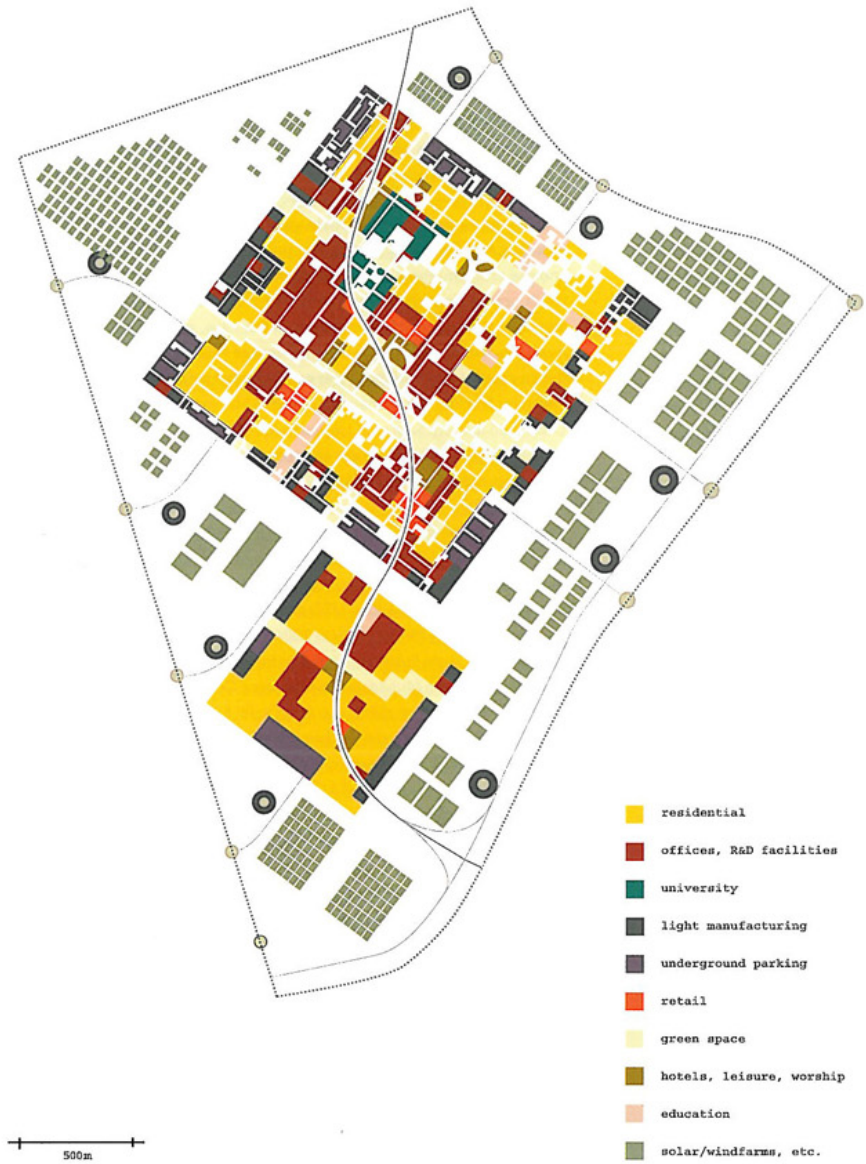 residential
offices, R&D facilities
university
light manufacturing
underground parking
retail
green space
hotels, leisure, worship
education
solar/windfarms, etc.
500m